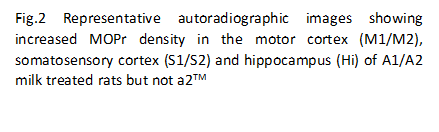 Fig.2 Representative autoradiographic images showing
increased MOPr density in the motor cortex (M1/M2),
somatosensory cortex (S1/S2) and hippocampus (Hi) of A1/A2
milk treated rats but not a2™